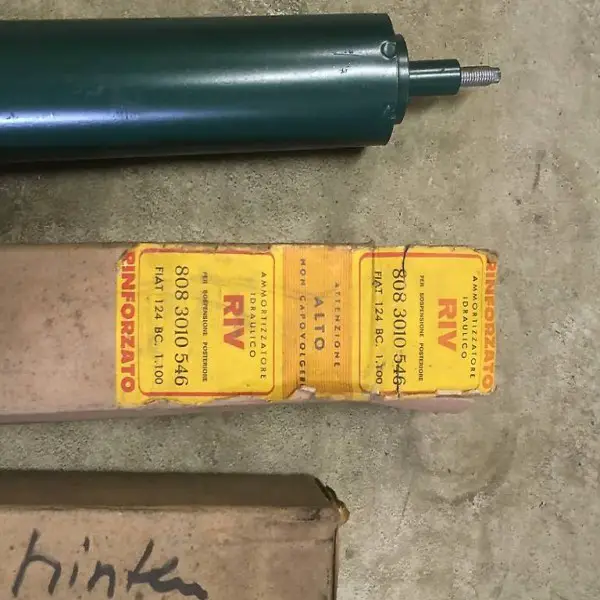 RINFORZATO
AMMORTIZZATORE
IDRAULICO
RIV
PER SOSPENSIONE POSTERIORE
808 3010 546
FIAT 124 BC. 1,100
ATTENZIONE
ALTO
NON CAPOVOLGERE
AMMORTIZZATORE
IDRAULICO
RIV
PER SOSPENSIONE POSTERIORE
808 3010 546
FIAT 124 BC. 1,100
RINFORZATO
hinten